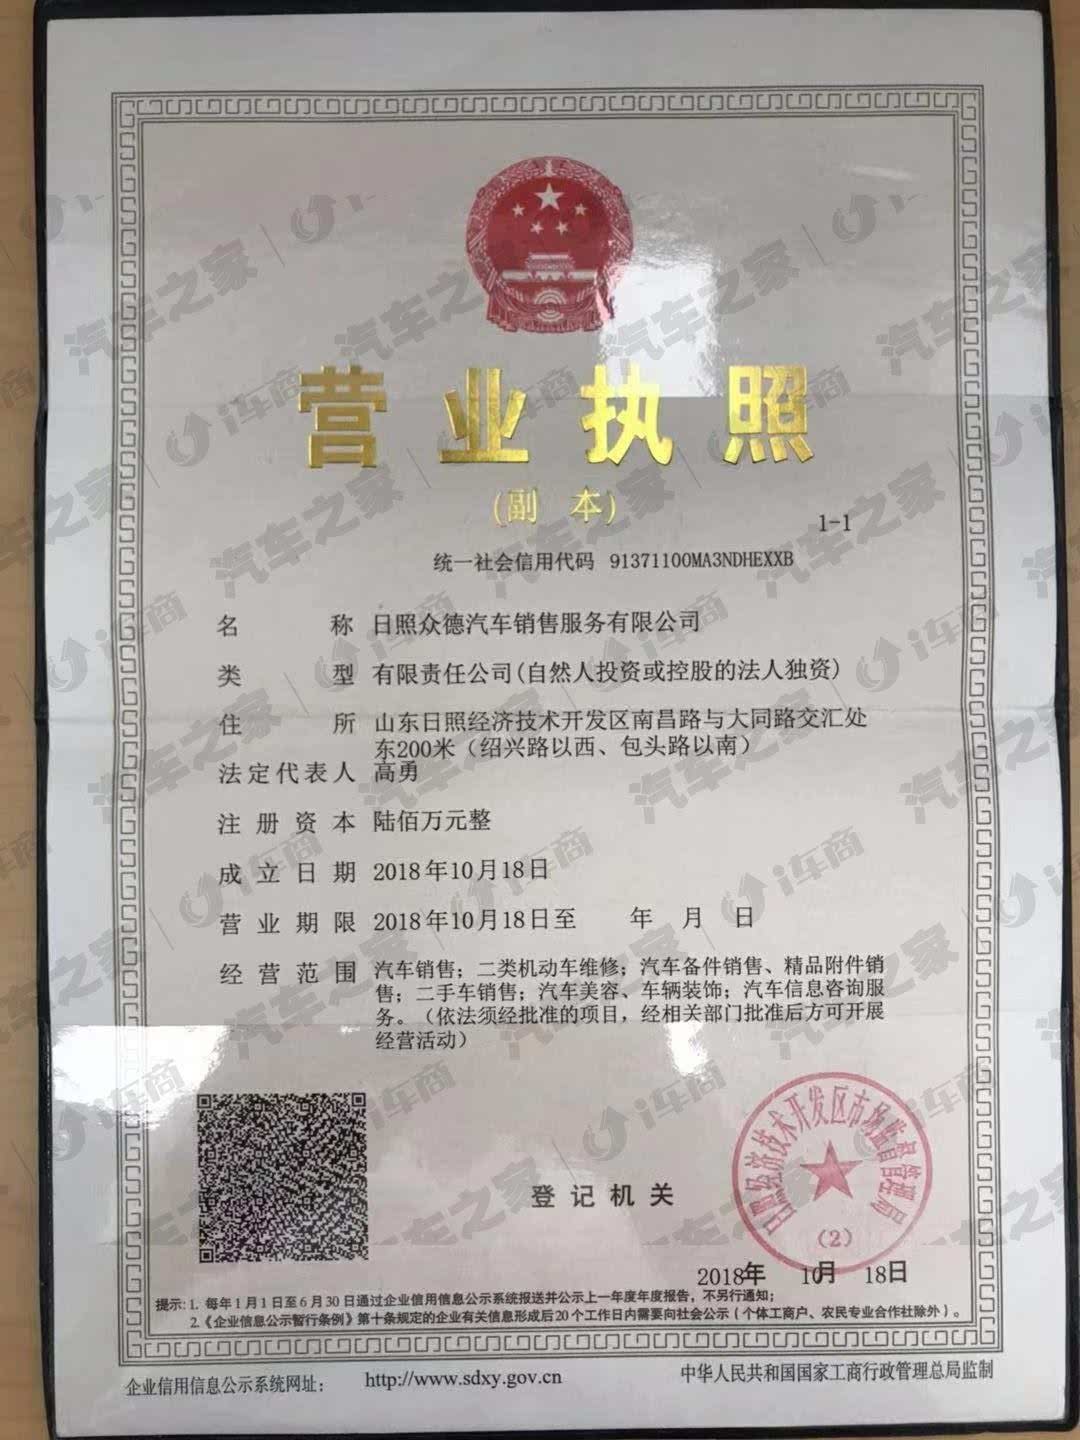 营业执照
(副 本)
1-1
统一社会信用代码 91371100MA3NDHEXXB
名 称 日照众德汽车销售服务有限公司
类 型 有限责任公司(自然人投资或控股的法人独资)
住 所 山东日照经济技术开发区南昌路与大同路交汇处
东200米（绍兴路以西、包头路以南）
法定代表人 高勇
注册资本 陆佰万元整
成立日期 2018年10月18日
营业期限 2018年10月18日至 年 月 日
经营范围 汽车销售；二类机动车维修；汽车备件销售、精品附件销
售；二手车销售；汽车美容、车辆装饰；汽车信息咨询服
务。（依法须经批准的项目，经相关部门批准后方可开展
经营活动）
日照经济技术开发区市场监督管理局
(2)
登记机关
2018年 10月 18日
提示: 1. 每年1月1日至6月30日通过企业信用信息公示系统报送并公示上一年度年度报告，不另行通知；
2.《企业信息公示暂行条例》第十条规定的企业有关信息形成后20个工作日内需要向社会公示（个体工商户、农民专业合作社除外）。
企业信用信息公示系统网址： http://www.sdxy.gov.cn 中华人民共和国国家工商行政管理总局监制
汽车之家 i车商